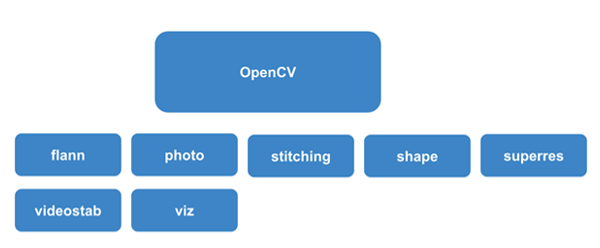 OpenCV
flann photo stitching shape superres
videostab viz